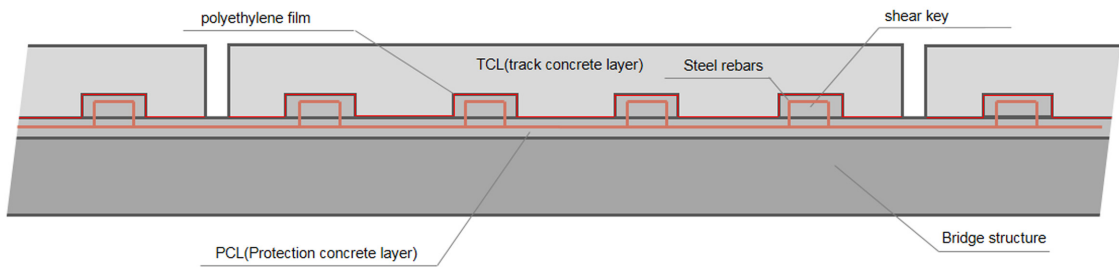 polyethylene film
shear key
TCL(track concrete layer)
Steel rebars
PCL(Protection concrete layer)
Bridge structure